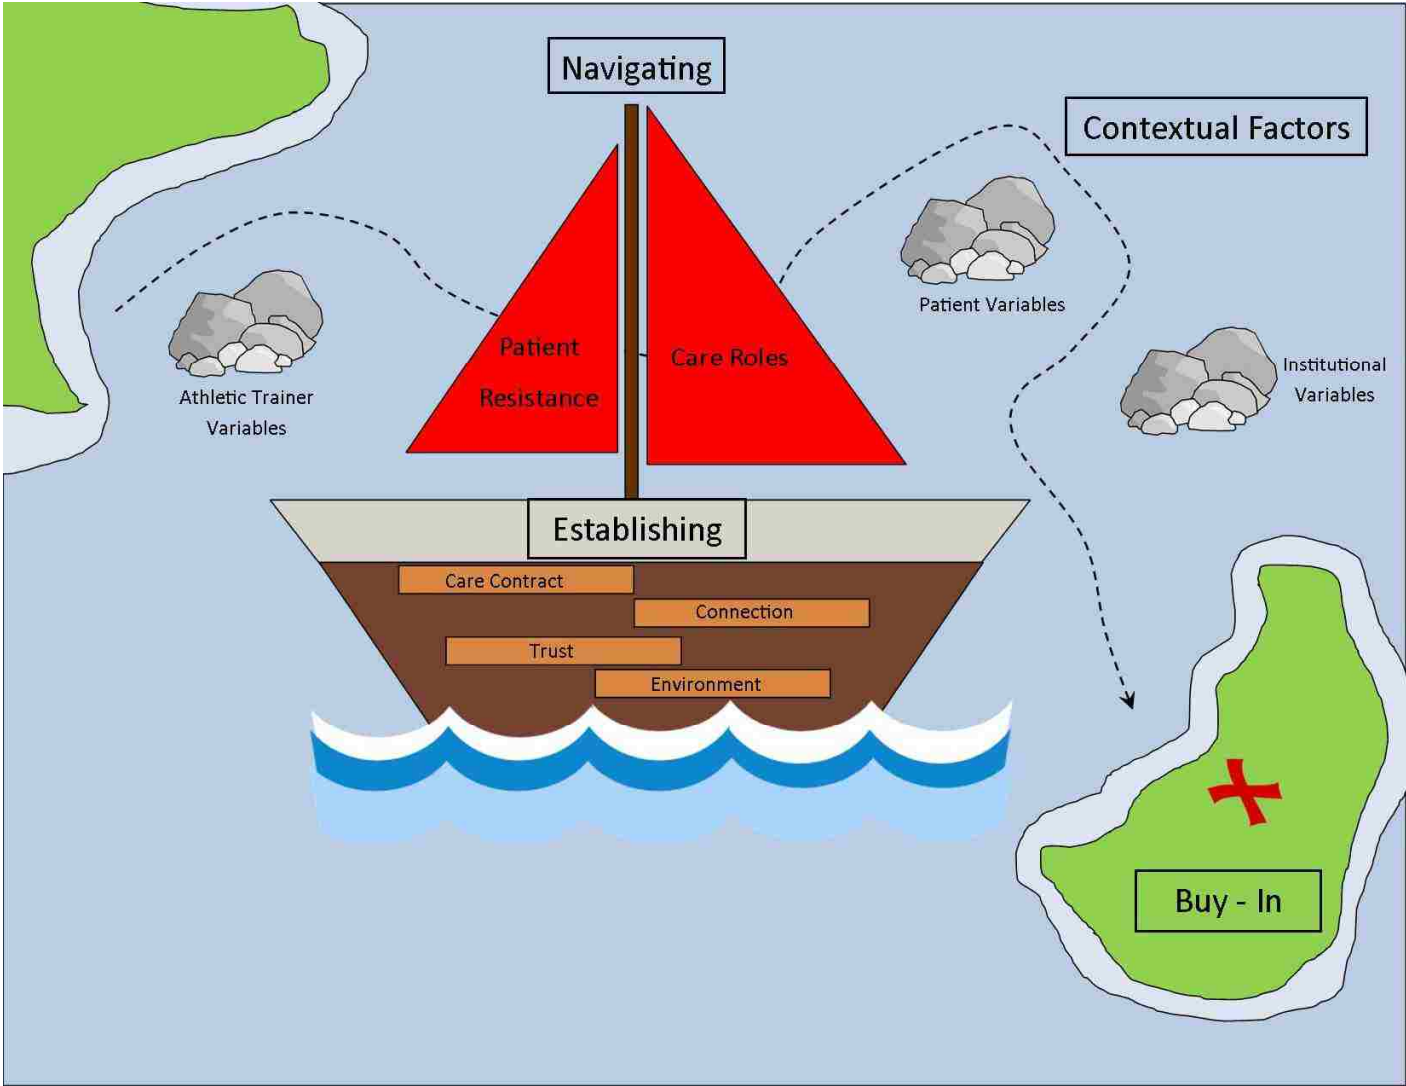 Navigating
Contextual Factors
Patient Variables
Patient
Resistance
Care Roles
Athletic Trainer
Variables
Institutional
Variables
Establishing
Care Contract
Connection
Trust
Environment
Buy - In